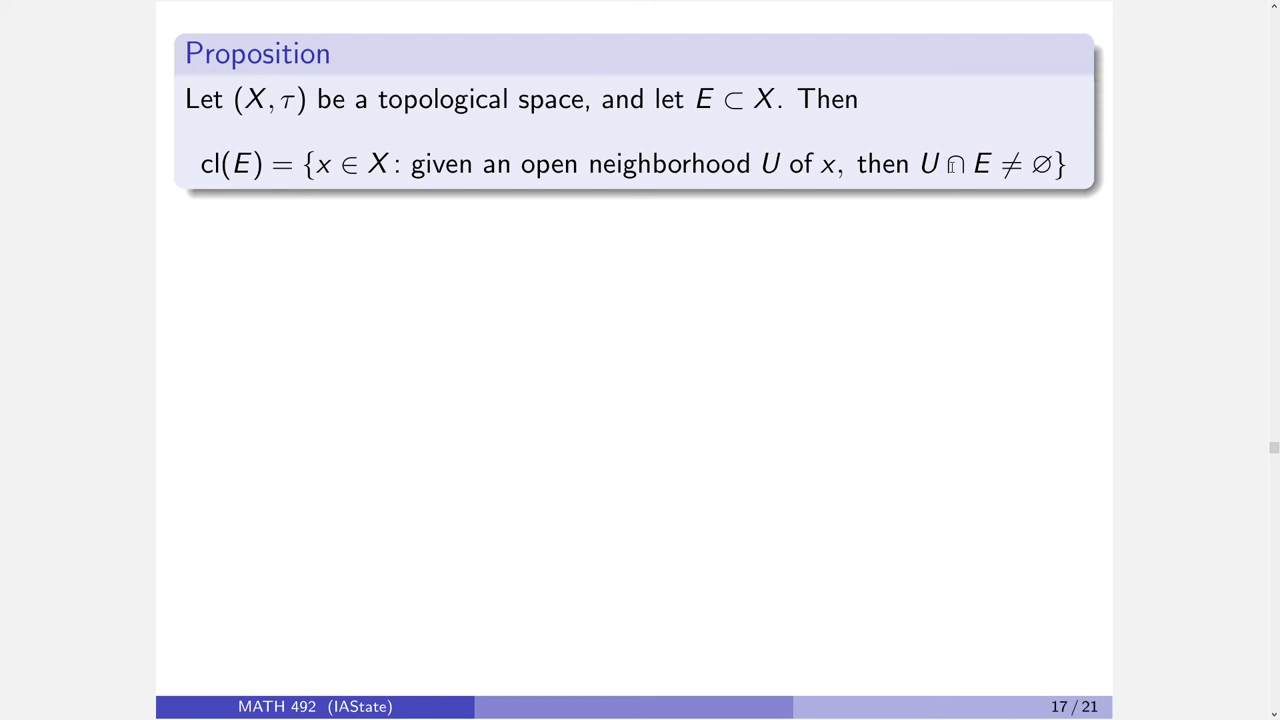 Proposition
Let (X, τ) be a topological space, and let E ⊂ X. Then
cl(E) = {x ∈ X : given an open neighborhood U of x, then U ∩ E ≠ ∅}
MATH 492 (IAState)
17 / 21